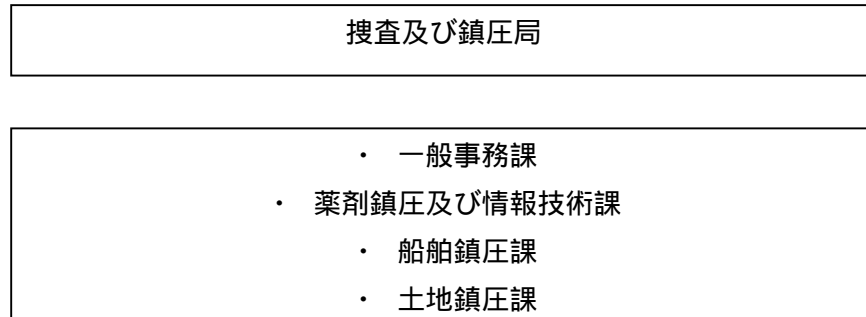 捜査及び鎮圧局
・ 一般事務課
・ 薬剤鎮圧及び情報技術課
・ 船舶鎮圧課
・ 土地鎮圧課